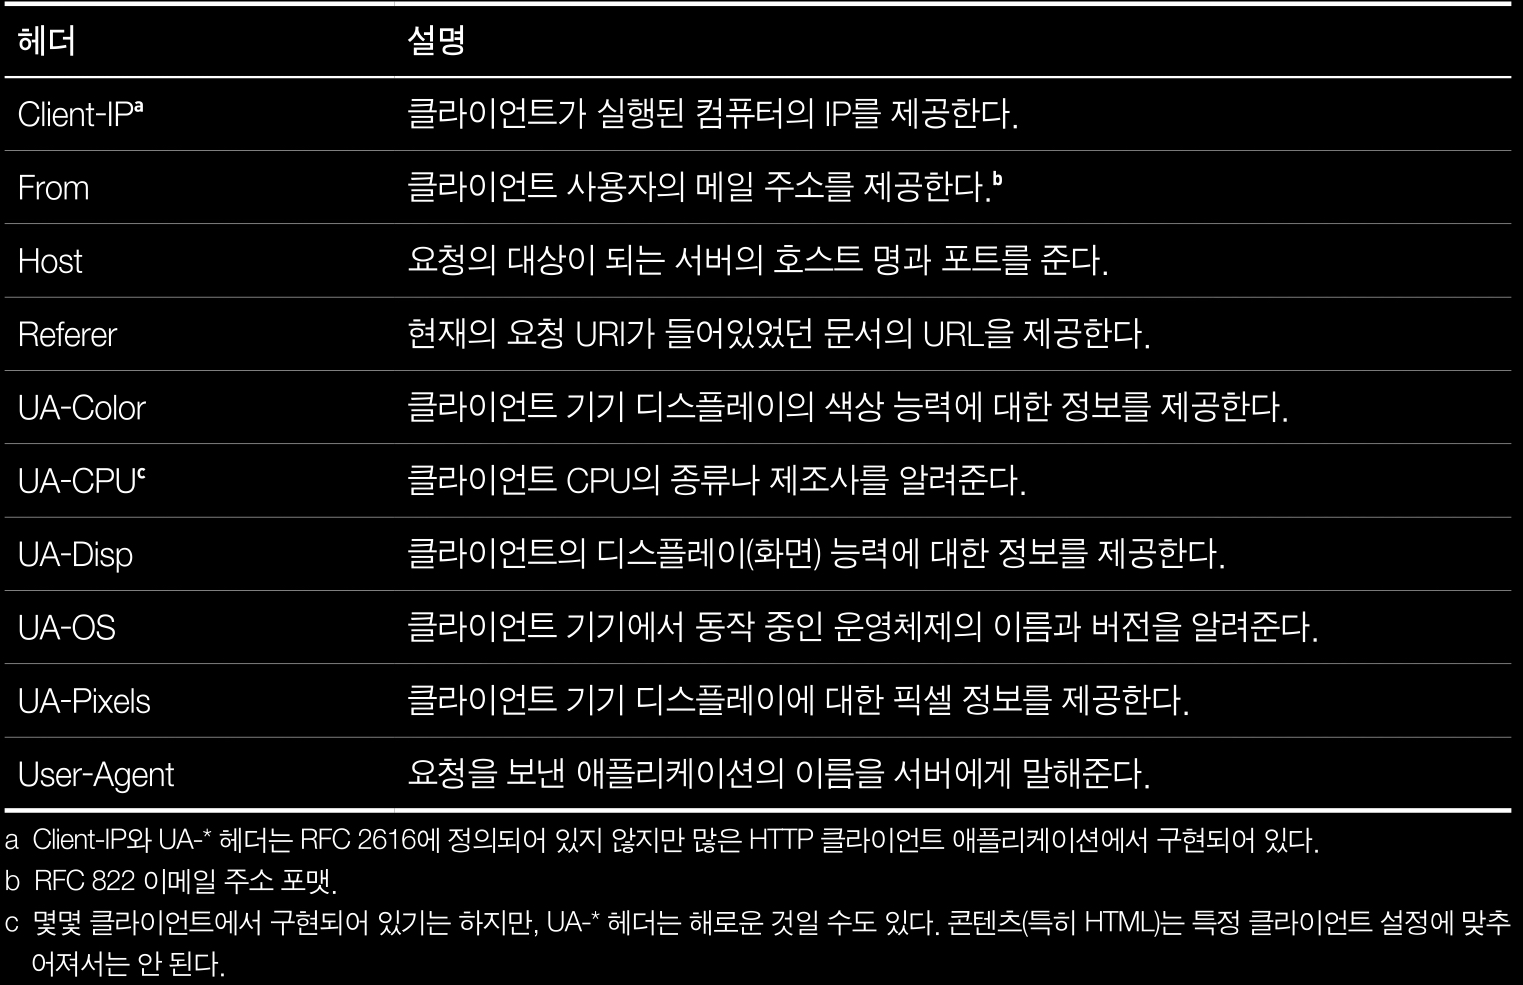 헤더 설명
Client-IPa 클라이언트가 실행된 컴퓨터의 IP를 제공한다.
From 클라이언트 사용자의 메일 주소를 제공한다.b
Host 요청의 대상이 되는 서버의 호스트 명과 포트를 준다.
Referer 현재의 요청 URI가 들어있었던 문서의 URL을 제공한다.
UA-Color 클라이언트 기기 디스플레이의 색상 능력에 대한 정보를 제공한다.
UA-CPUc 클라이언트 CPU의 종류나 제조사를 알려준다.
UA-Disp 클라이언트의 디스플레이(화면) 능력에 대한 정보를 제공한다.
UA-OS 클라이언트 기기에서 동작 중인 운영체제의 이름과 버전을 알려준다.
UA-Pixels 클라이언트 기기 디스플레이에 대한 픽셀 정보를 제공한다.
User-Agent 요청을 보낸 애플리케이션의 이름을 서버에게 말해준다.
a Client-IP와 UA-* 헤더는 RFC 2616에 정의되어 있지 않지만 많은 HTTP 클라이언트 애플리케이션에서 구현되어 있다.
b RFC 822 이메일 주소 포맷.
c 몇몇 클라이언트에서 구현되어 있기는 하지만, UA-* 헤더는 해로운 것일 수도 있다. 콘텐츠(특히 HTML)는 특정 클라이언트 설정에 맞추
어져서는 안 된다.